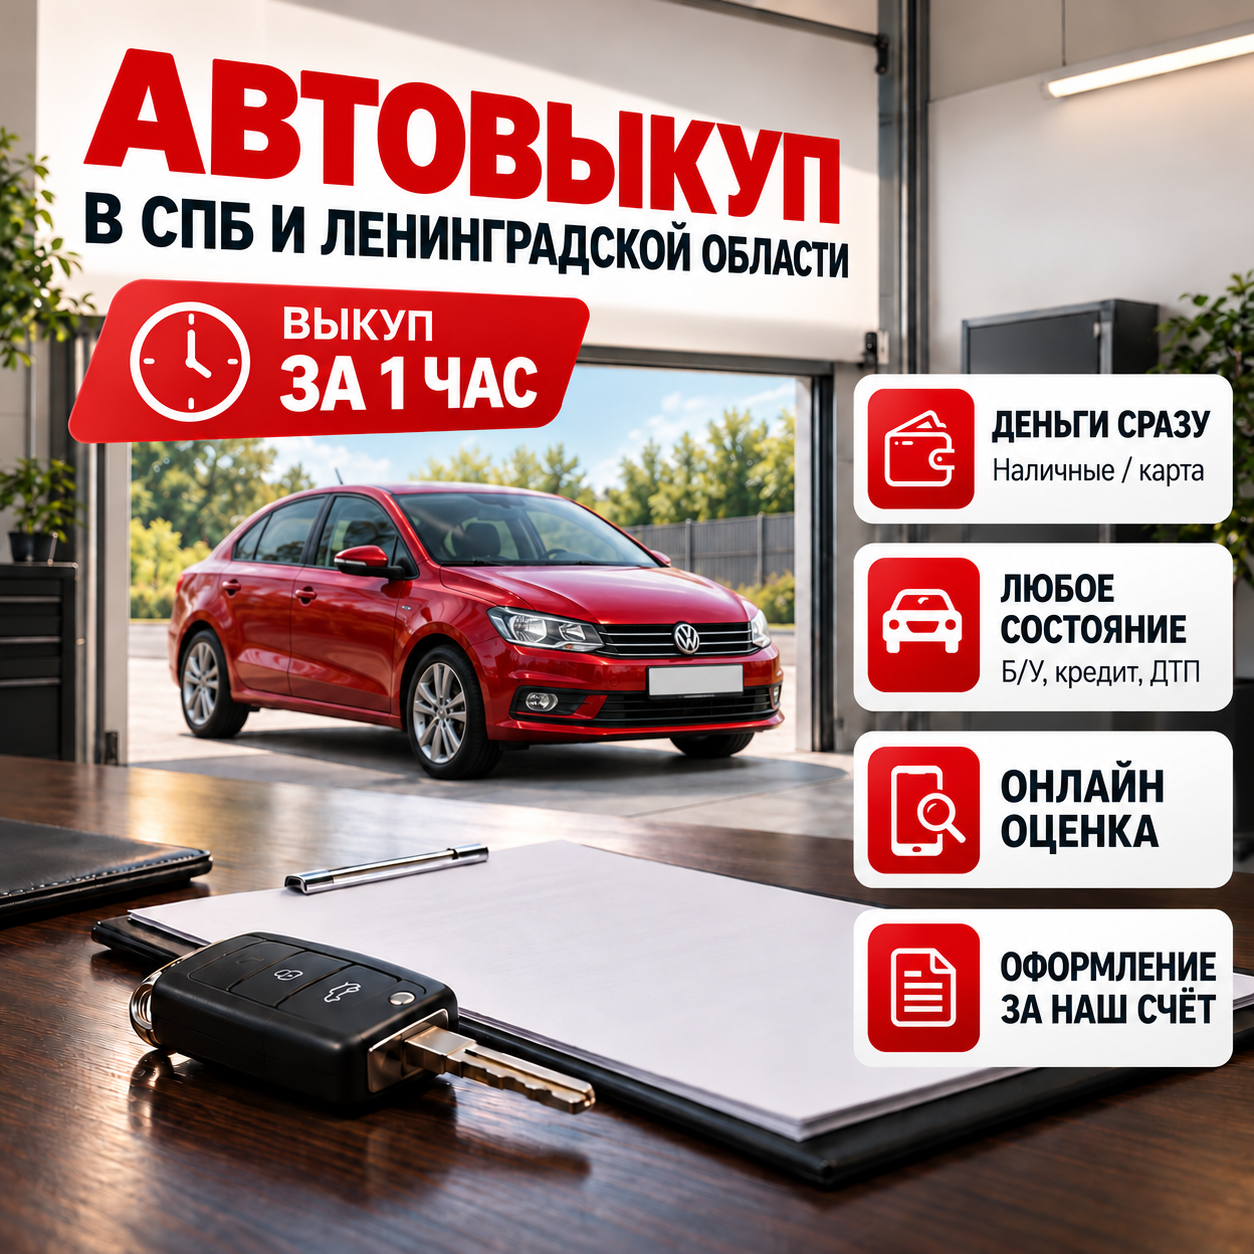 АВТОВЫКУП
В СПБ И ЛЕНИНГРАДСКОЙ ОБЛАСТИ
ВЫКУП
ЗА 1 ЧАС
ДЕНЬГИ СРАЗУ
Наличные / карта
ЛЮБОЕ
СОСТОЯНИЕ
Б/У, кредит, ДТП
ОНЛАЙН
ОЦЕНКА
ОФОРМЛЕНИЕ
ЗА НАШ СЧЁТ